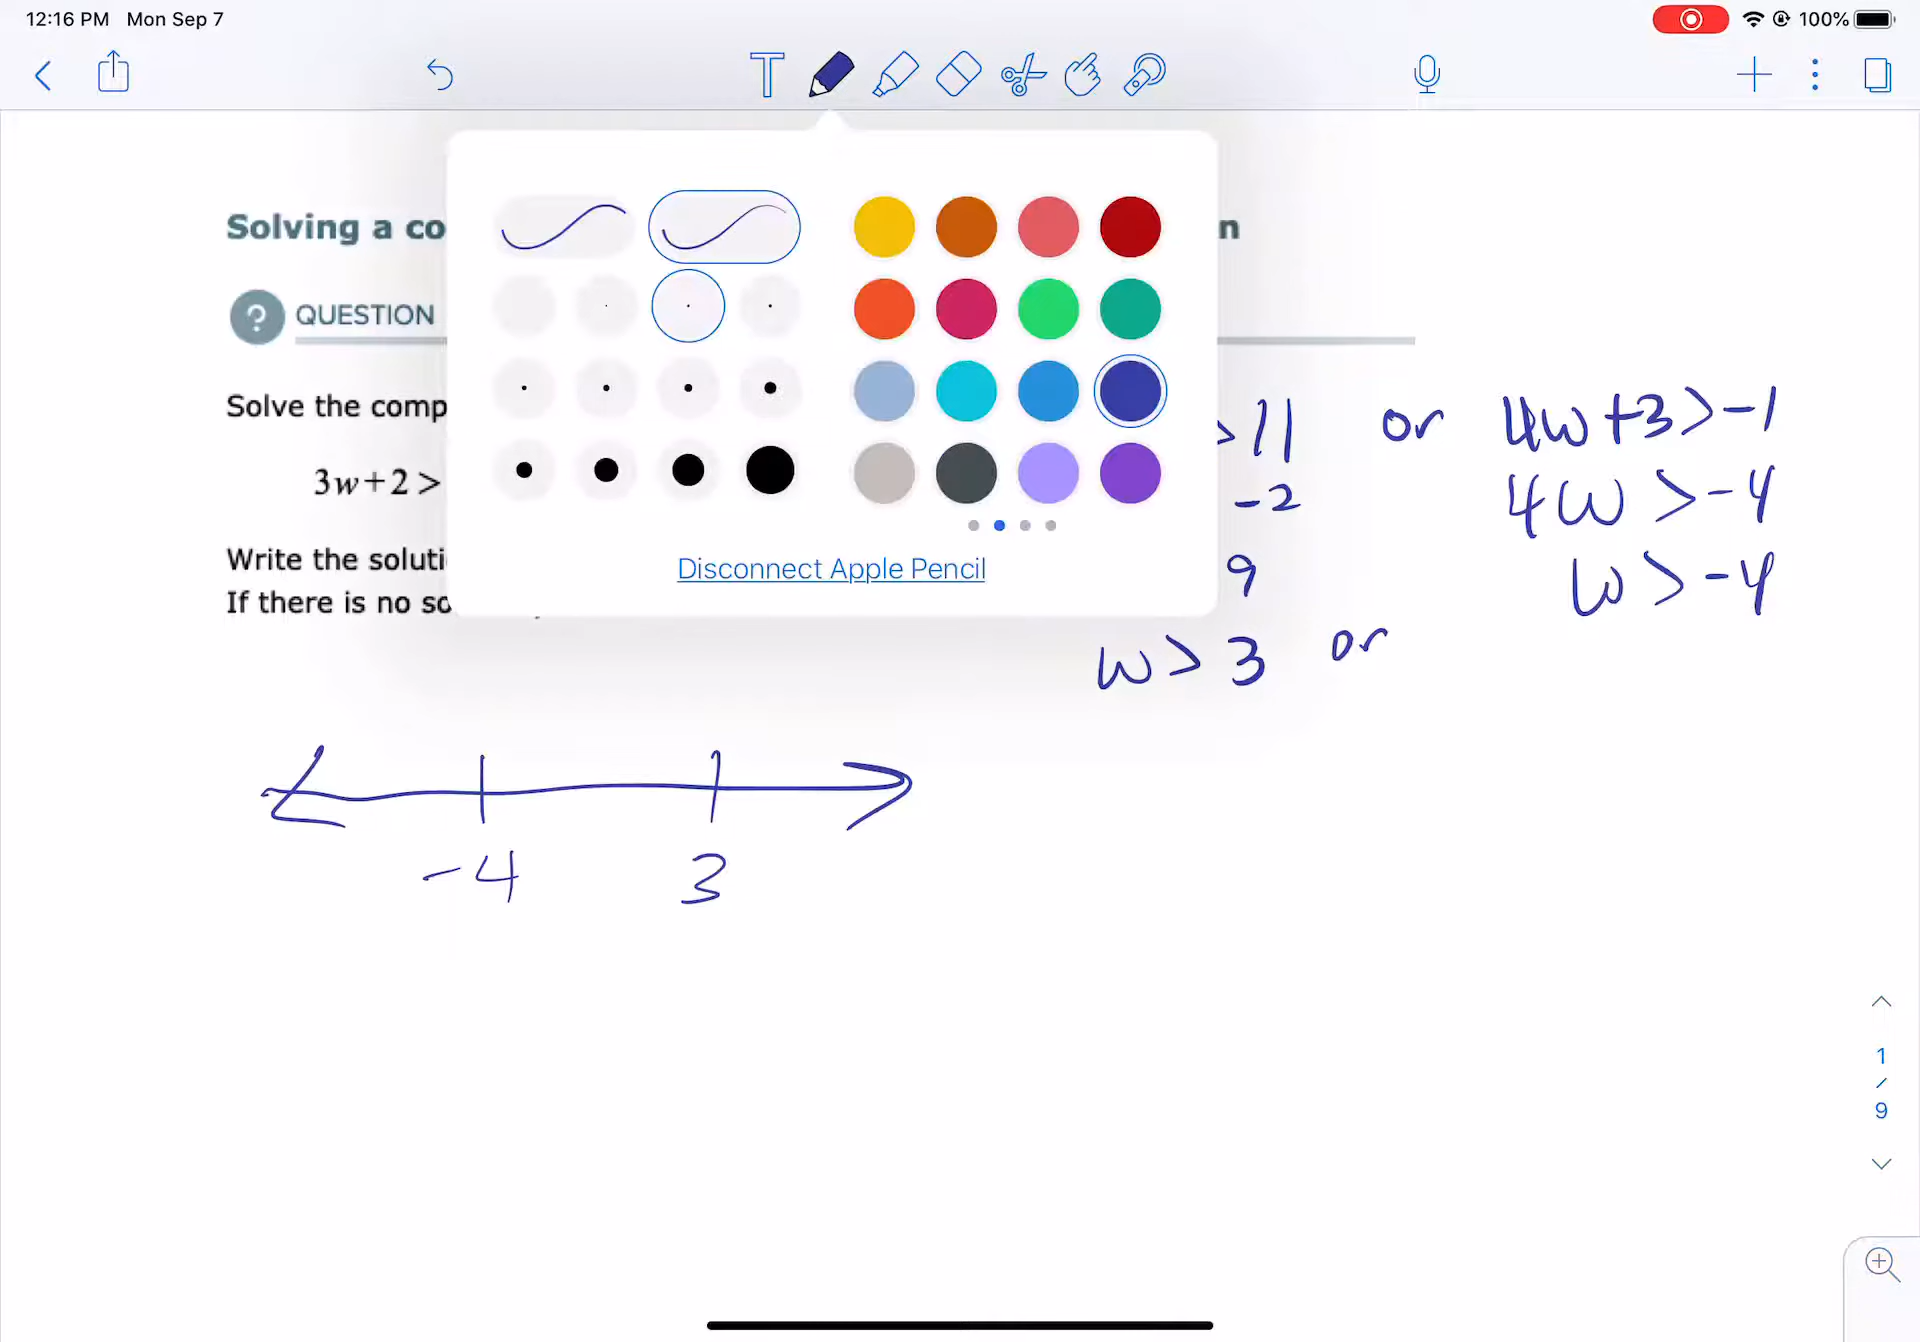 12:16 PM Mon Sep 7
100%
Solving a co
n
QUESTION
Solve the comp
3w+2>
>11 or 4w+3>-1
-2 4w>-4
Write the soluti
9 w>-4
If there is no so
Disconnect Apple Pencil
w>3 or
-4 3
1
/
9